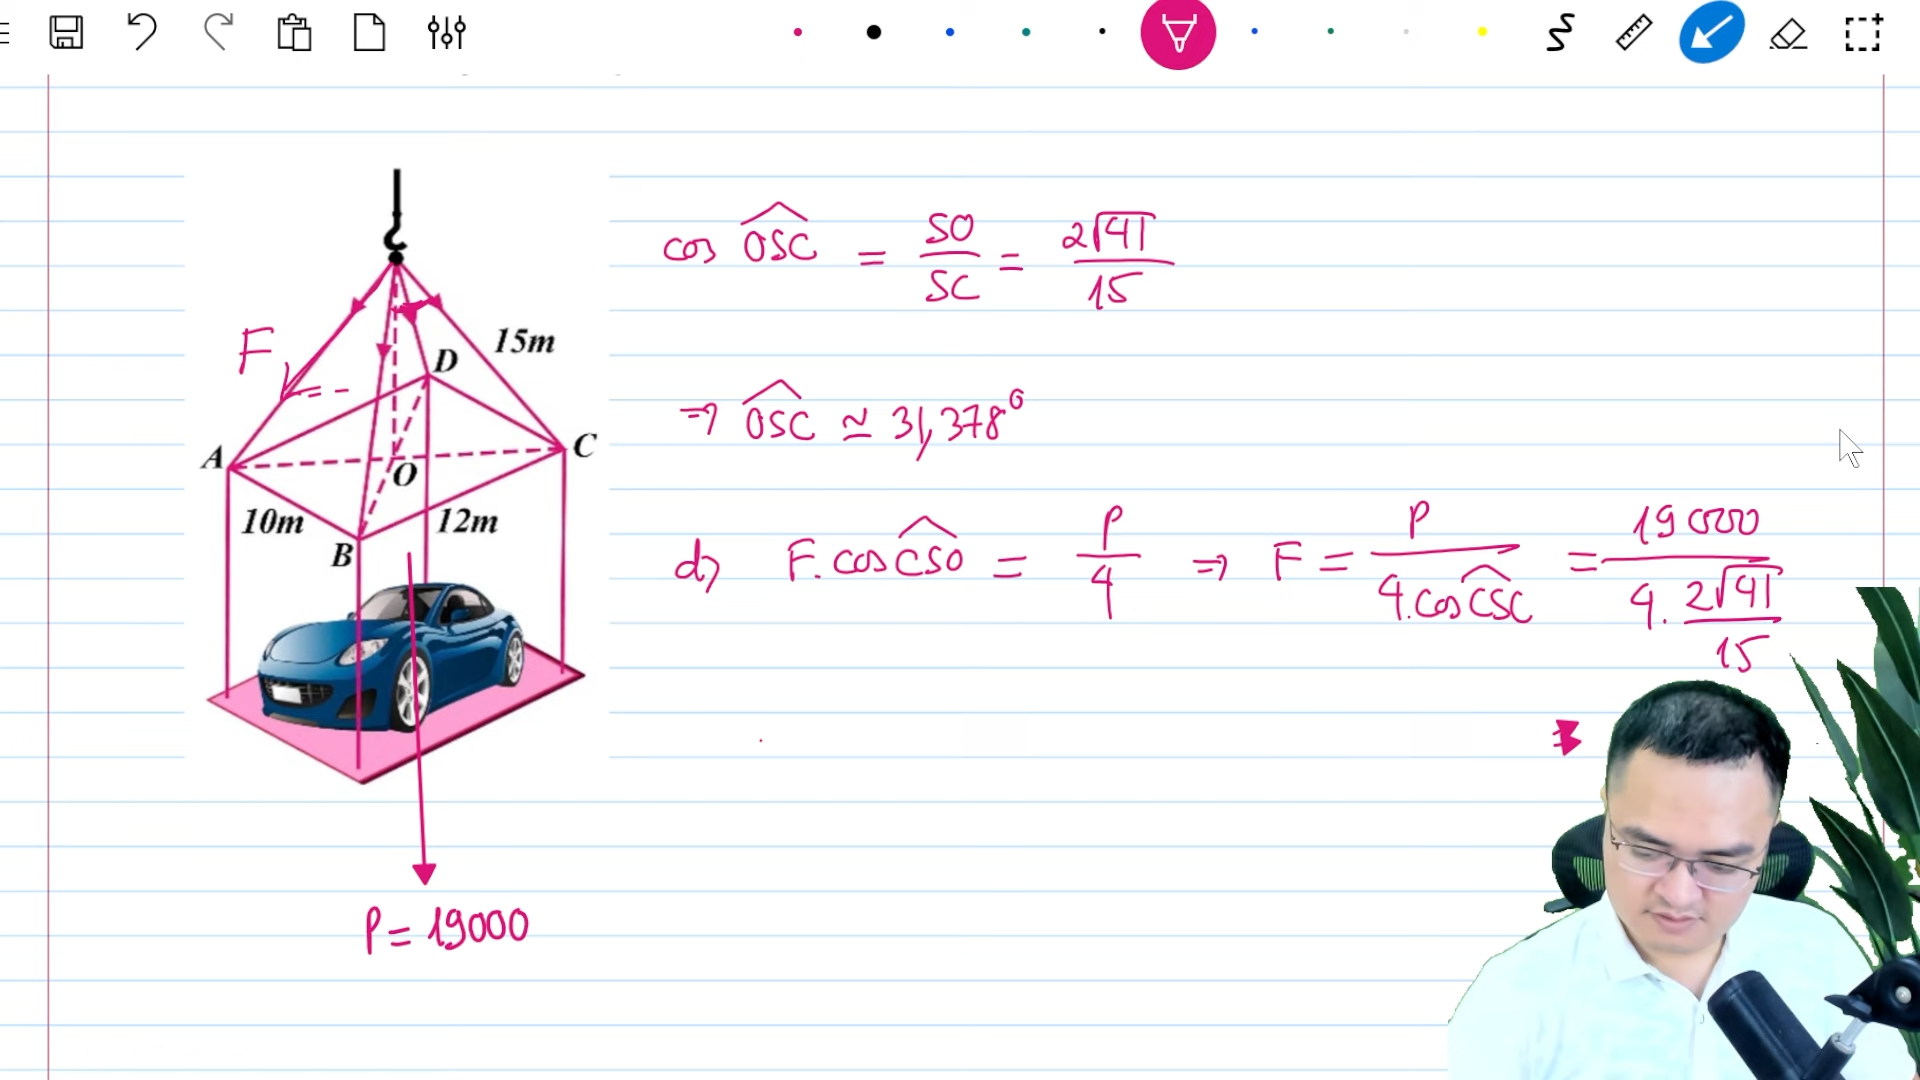 cos OSC = SO/SC = 2√41/15
15m
F
D
⇒ OSC ≃ 31,378°
A
C
O
10m
12m
B
d) F.cos CSO = P/4 ⇒ F = P/(4.cos CSC) = 19000/(4. 2√41/15)
P = 19000